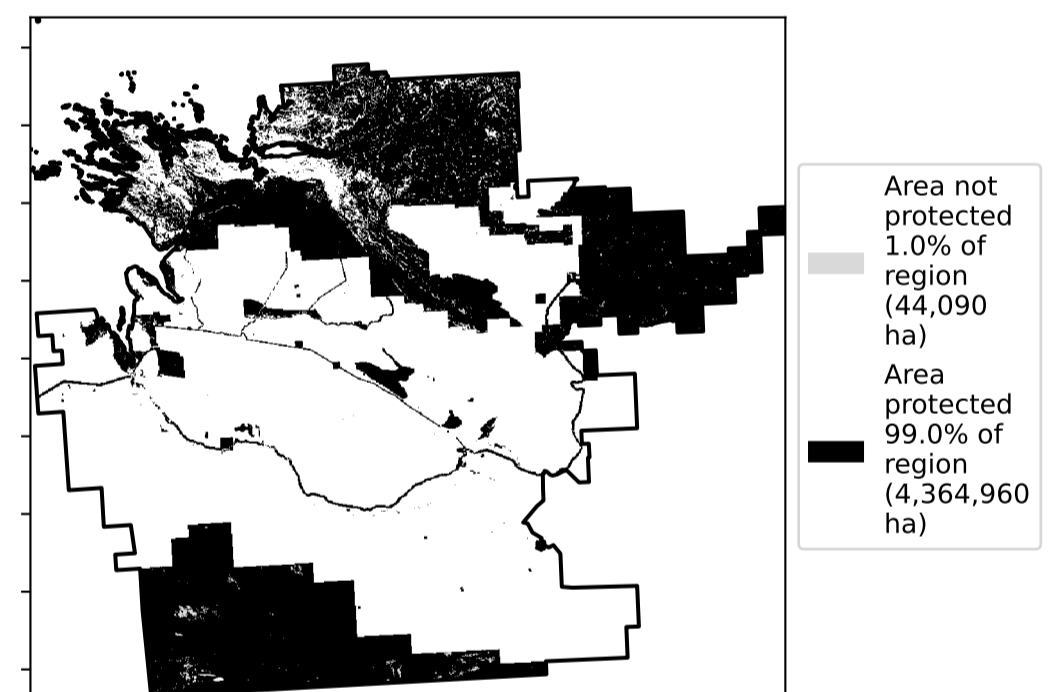 Area not
protected
1.0% of
region
(44,090
ha)
Area
protected
99.0% of
region
(4,364,960
ha)